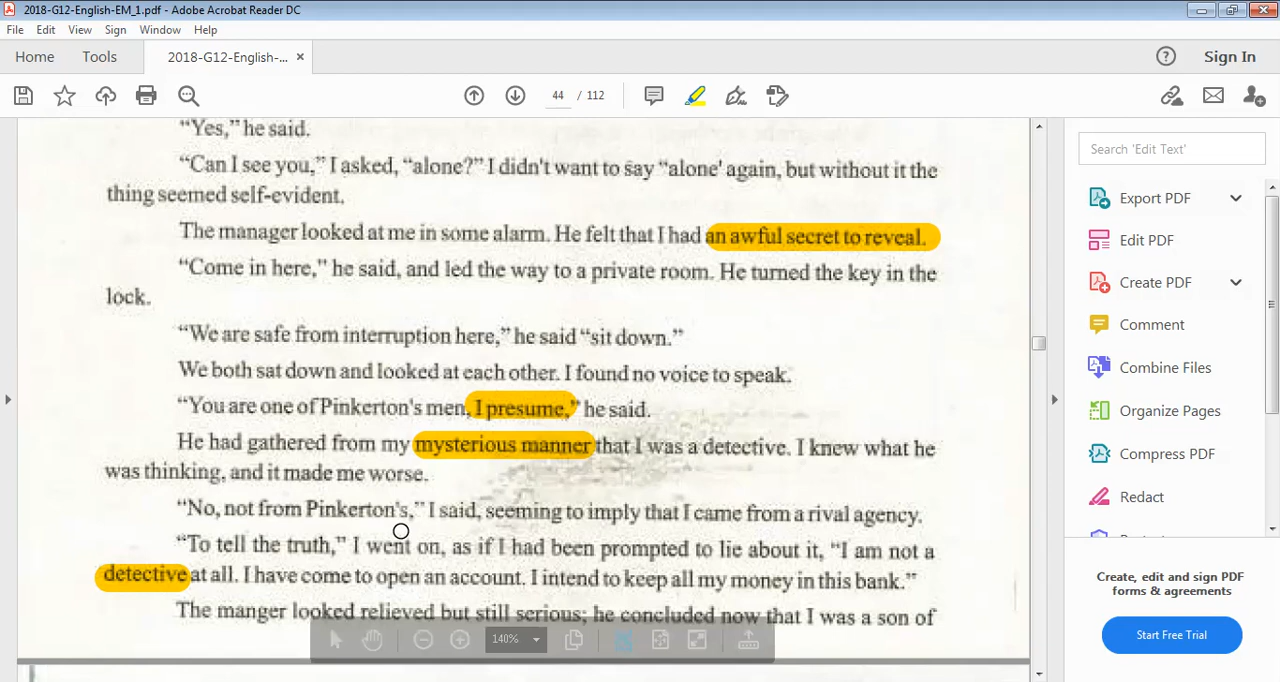 2018-G12-English-EM_1.pdf - Adobe Acrobat Reader DC
File Edit View Sign Window Help
Home Tools 2018-G12-English-... × ? Sign In
44 / 112
"Yes," he said.
"Can I see you," I asked, "alone?" I didn't want to say "alone' again, but without it the
thing seemed self-evident.
The manager looked at me in some alarm. He felt that I had an awful secret to reveal.
"Come in here," he said, and led the way to a private room. He turned the key in the
lock.
"We are safe from interruption here," he said "sit down."
We both sat down and looked at each other. I found no voice to speak.
"You are one of Pinkerton's men, I presume," he said.
He had gathered from my mysterious manner that I was a detective. I knew what he
was thinking, and it made me worse.
"No, not from Pinkerton's," I said, seeming to imply that I came from a rival agency.
"To tell the truth," I went on, as if I had been prompted to lie about it, "I am not a
detective at all. I have come to open an account. I intend to keep all my money in this bank."
The manger looked relieved but still serious; he concluded now that I was a son of
140%
Search 'Edit Text'
Export PDF
Edit PDF
Create PDF
Comment
Combine Files
Organize Pages
Compress PDF
Redact
Create, edit and sign PDF
forms & agreements
Start Free Trial